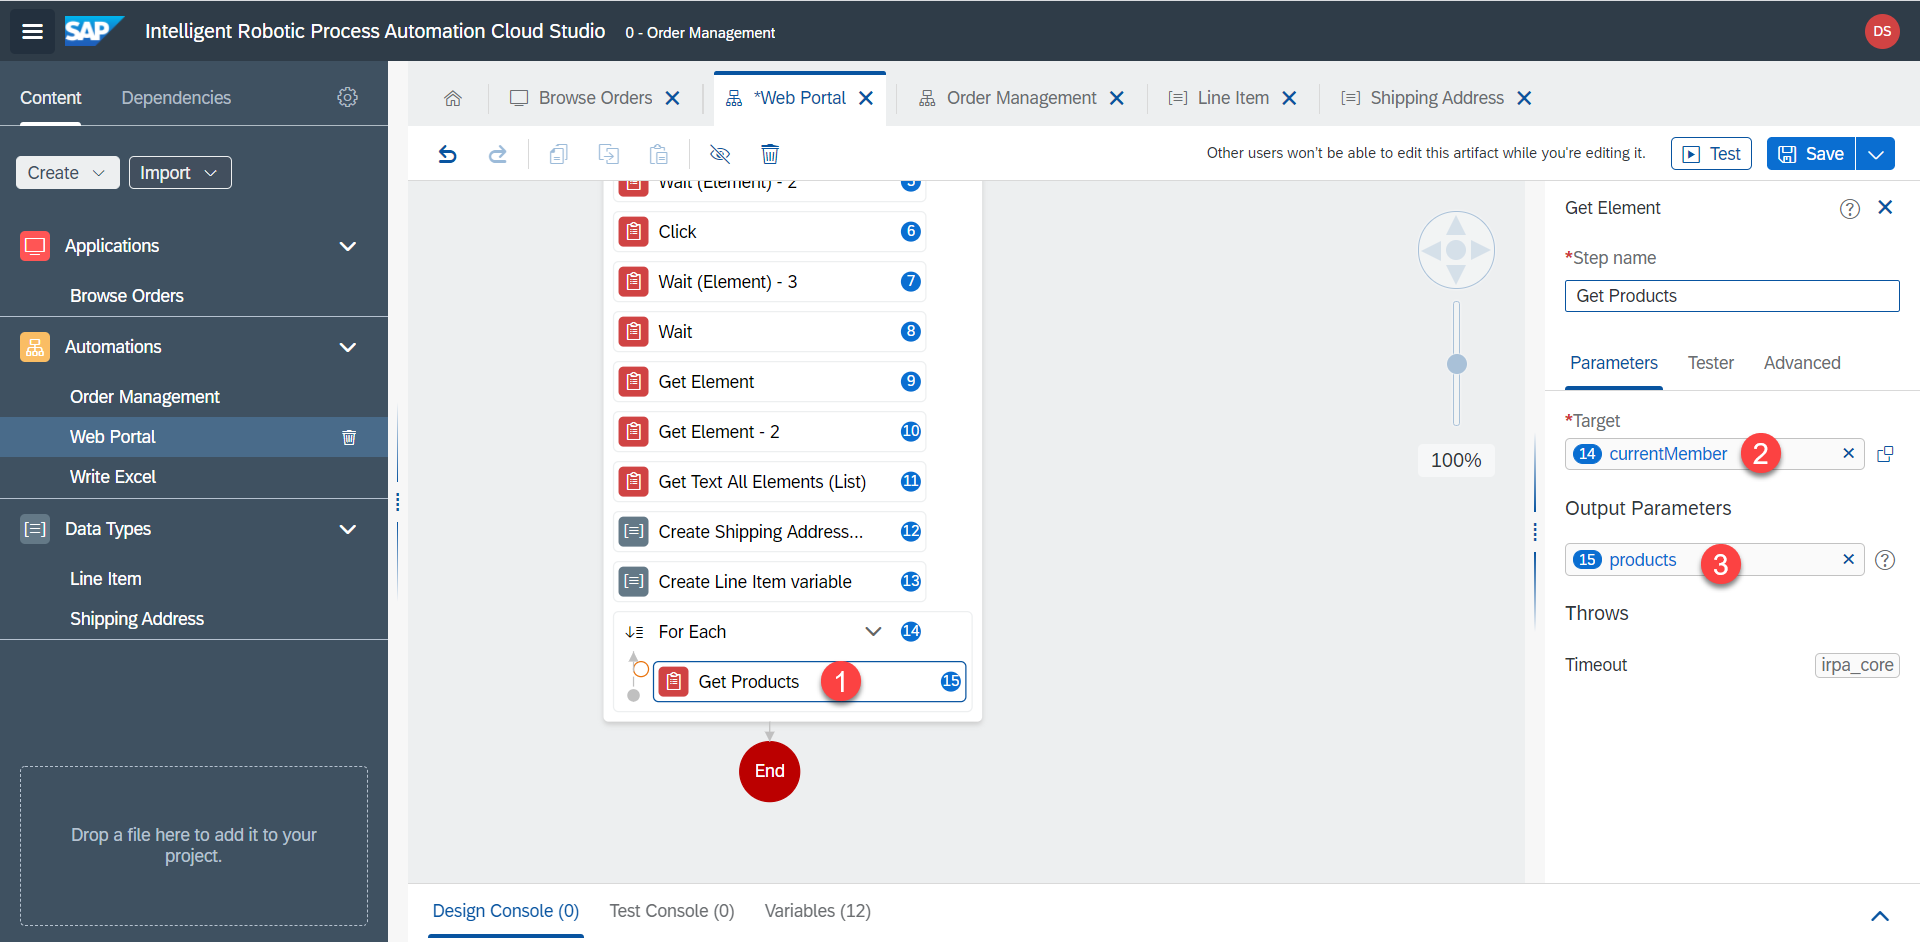 SAP Intelligent Robotic Process Automation Cloud Studio 0 - Order Management DS
Content Dependencies
Browse Orders *Web Portal Order Management Line Item Shipping Address
Create Import
Other users won't be able to edit this artifact while you're editing it. Test Save
Applications
Browse Orders
Automations
Order Management
Web Portal
Write Excel
Data Types
Line Item
Shipping Address
Drop a file here to add it to your
project.
Wait (Element) - 2 5
Click 6
Wait (Element) - 3 7
Wait 8
Get Element 9
Get Element - 2 10
Get Text All Elements (List) 11
Create Shipping Address... 12
Create Line Item variable 13
For Each 14
Get Products 1 15
End
100%
Get Element
*Step name
Get Products
Parameters Tester Advanced
*Target
14 currentMember 2
Output Parameters
15 products 3
Throws
Timeout irpa_core
Design Console (0) Test Console (0) Variables (12)